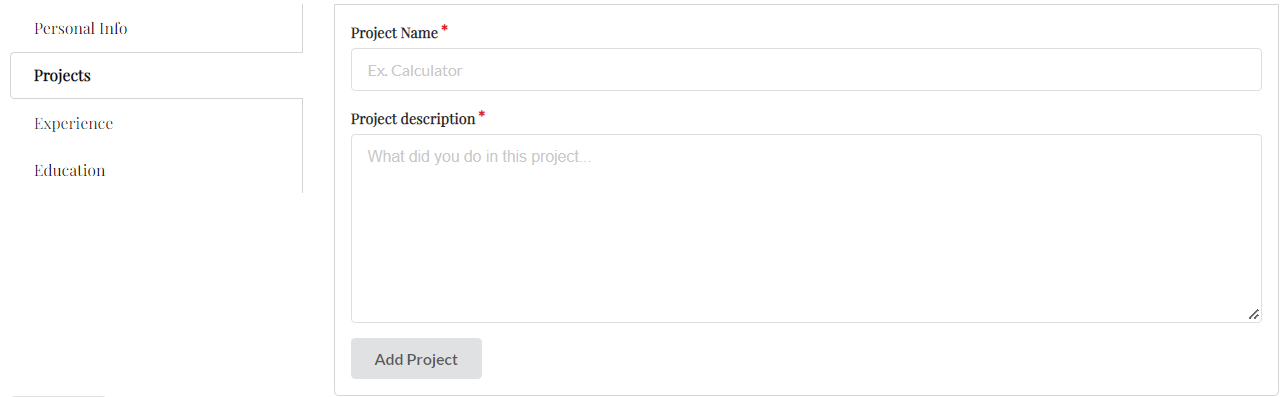 Personal Info
Projects
Experience
Education
Project Name *
Ex. Calculator
Project description *
What did you do in this project...
Add Project